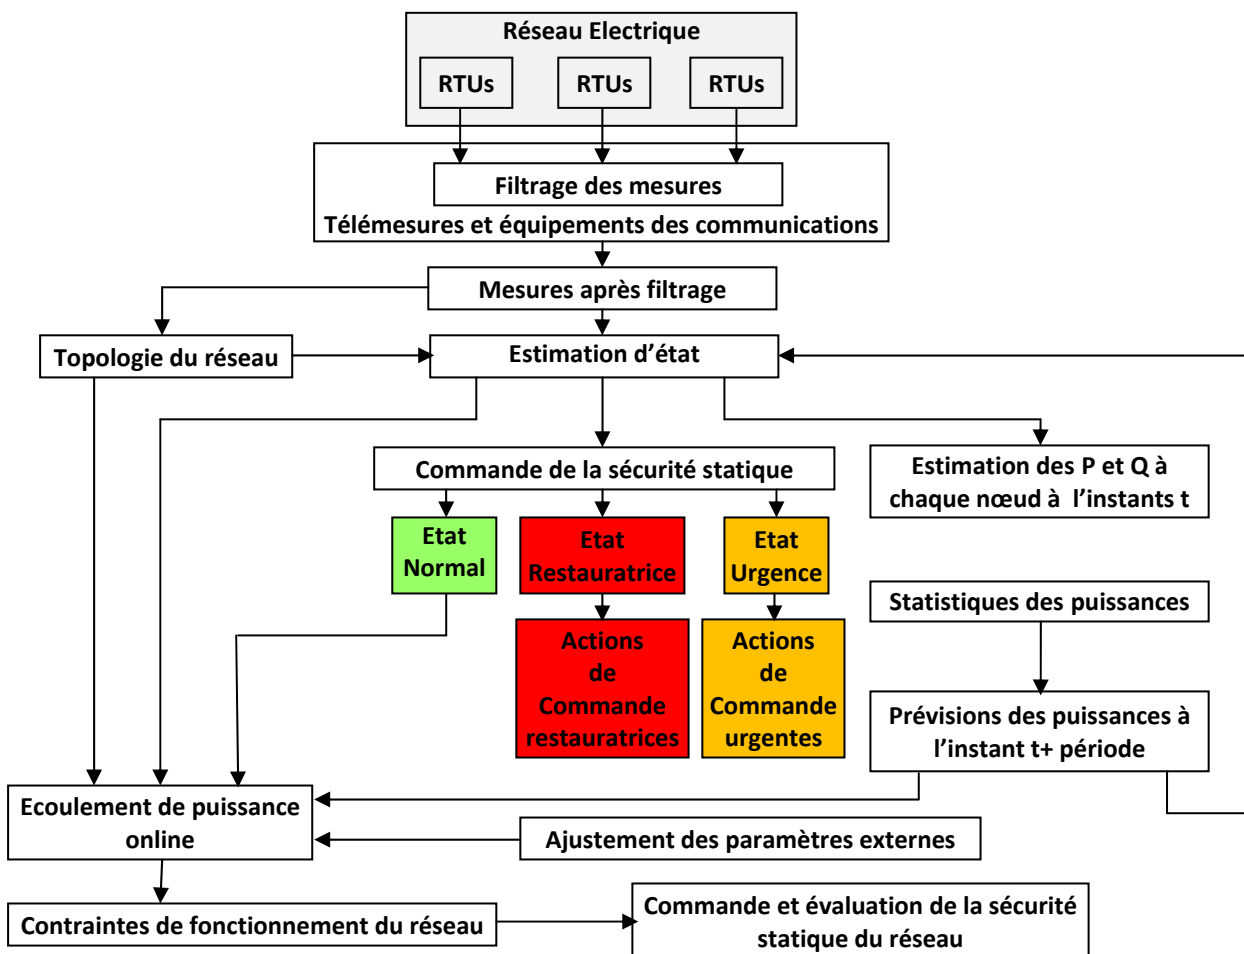 Réseau Electrique
RTUs
RTUs
RTUs
Filtrage des mesures
Télémesures et équipements des communications
Mesures après filtrage
Topologie du réseau
Estimation d'état
Commande de la sécurité statique
Estimation des P et Q à
chaque nœud à l'instants t
Etat
Normal
Etat
Restauratrice
Etat
Urgence
Statistiques des puissances
Actions
de
Commande
restauratrices
Actions
de
Commande
urgentes
Prévisions des puissances à
l'instant t+ période
Ecoulement de puissance
online
Ajustement des paramètres externes
Contraintes de fonctionnement du réseau
Commande et évaluation de la sécurité
statique du réseau